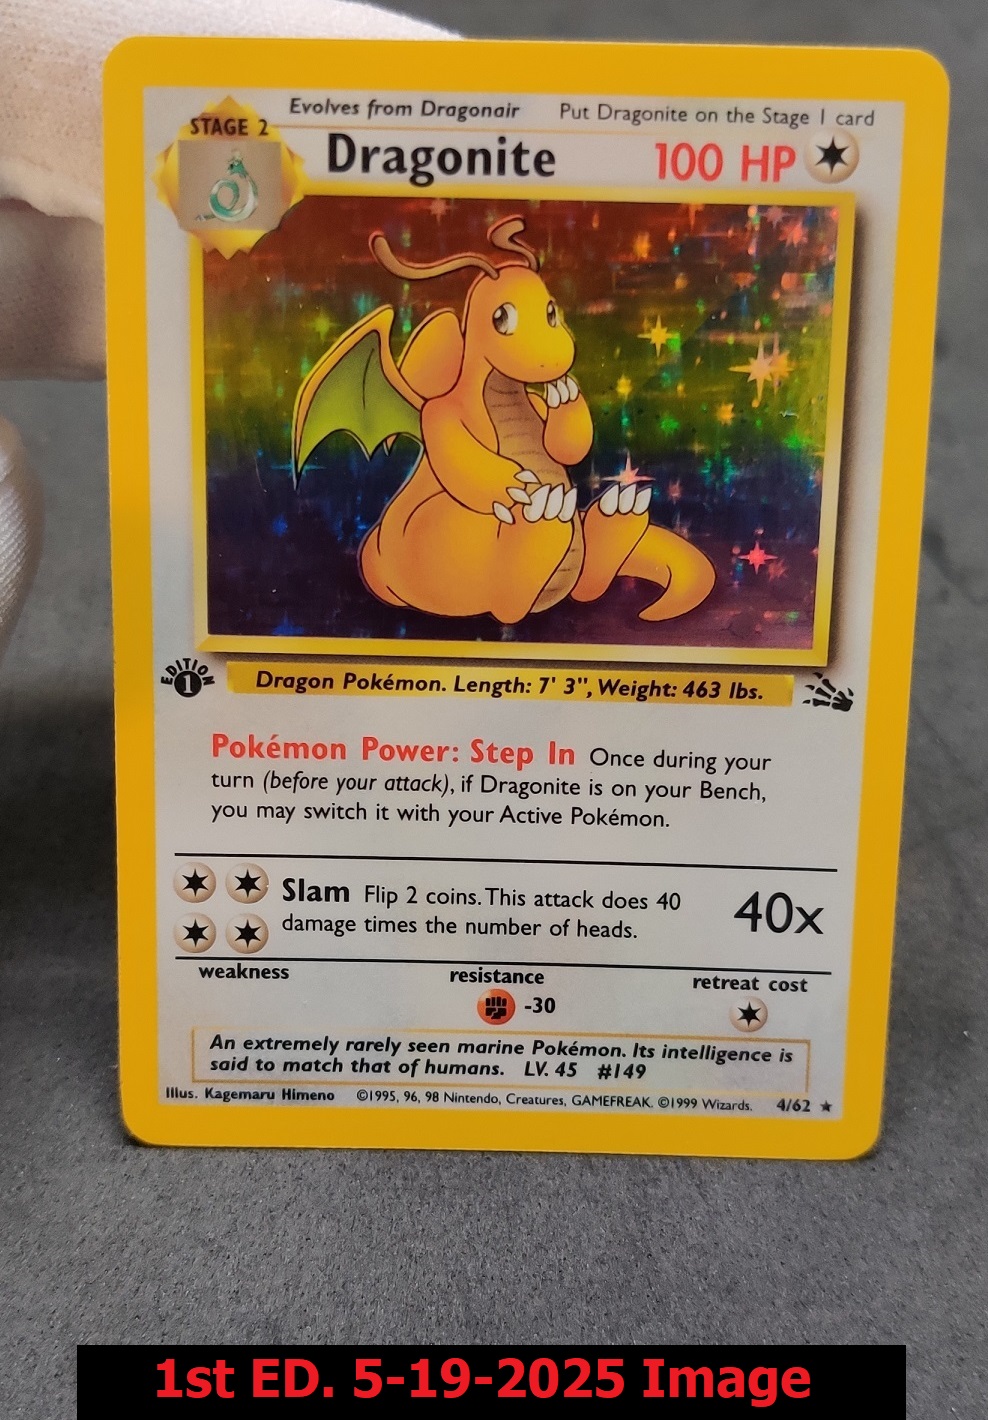 Evolves from Dragonair Put Dragonite on the Stage 1 card
STAGE 2
Dragonite 100 HP
EDITION
1
Dragon Pokémon. Length: 7' 3", Weight: 463 lbs.
Pokémon Power: Step In Once during your
turn (before your attack), if Dragonite is on your Bench,
you may switch it with your Active Pokémon.
Slam Flip 2 coins. This attack does 40
damage times the number of heads.
40x
weakness resistance retreat cost
-30
An extremely rarely seen marine Pokémon. Its intelligence is
said to match that of humans. LV. 45 #149
Illus. Kagemaru Himeno ©1995, 96, 98 Nintendo, Creatures, GAMEFREAK. ©1999 Wizards. 4/62 ★
1st ED. 5-19-2025 Image